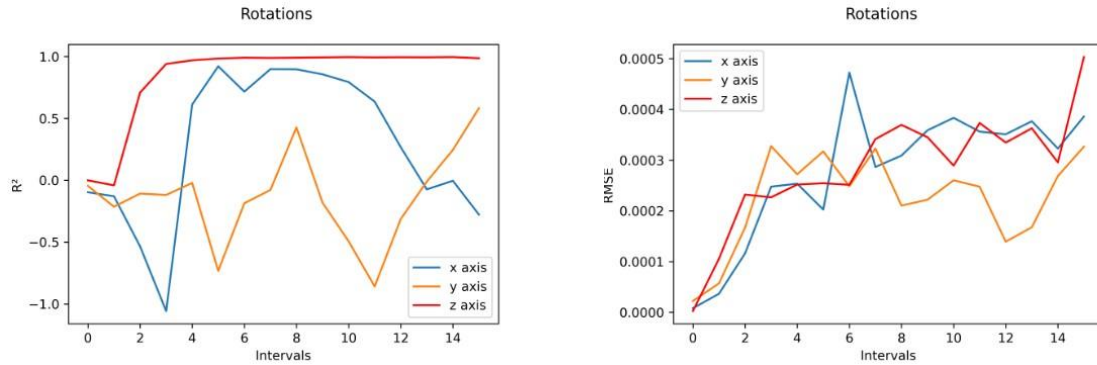 Rotations
1.0
0.5
0.0
−0.5
−1.0
R²
x axis
y axis
z axis
0 2 4 6 8 10 12 14
Intervals
Rotations
0.0005
0.0004
0.0003
0.0002
0.0001
0.0000
RMSE
x axis
y axis
z axis
0 2 4 6 8 10 12 14
Intervals